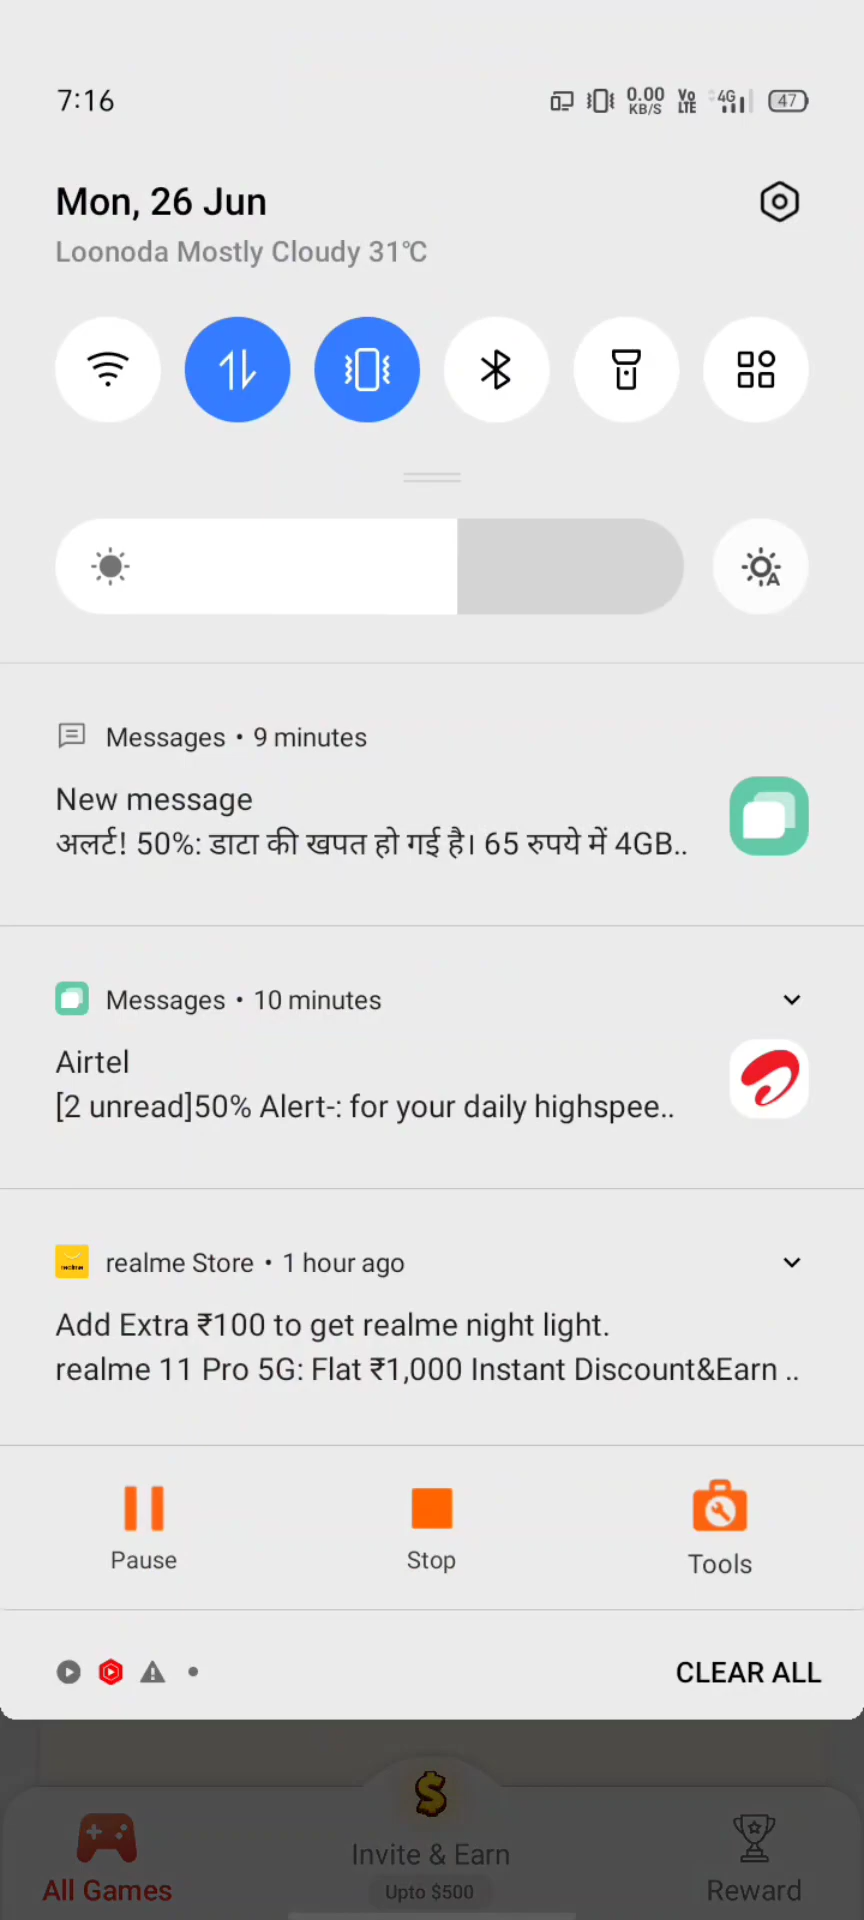 7:16
0.00
KB/S
Vo
LTE
4G
47
Mon, 26 Jun
Loonoda Mostly Cloudy 31°C
A
Messages • 9 minutes
New message
अलर्ट! 50%: डाटा की खपत हो गई है। 65 रुपये में 4GB..
Messages • 10 minutes
Airtel
[2 unread]50% Alert-: for your daily highspee..
realme
realme Store • 1 hour ago
Add Extra ₹100 to get realme night light.
realme 11 Pro 5G: Flat ₹1,000 Instant Discount&Earn ..
Pause
Stop
Tools
CLEAR ALL
Invite & Earn
All Games
Upto $500
Reward